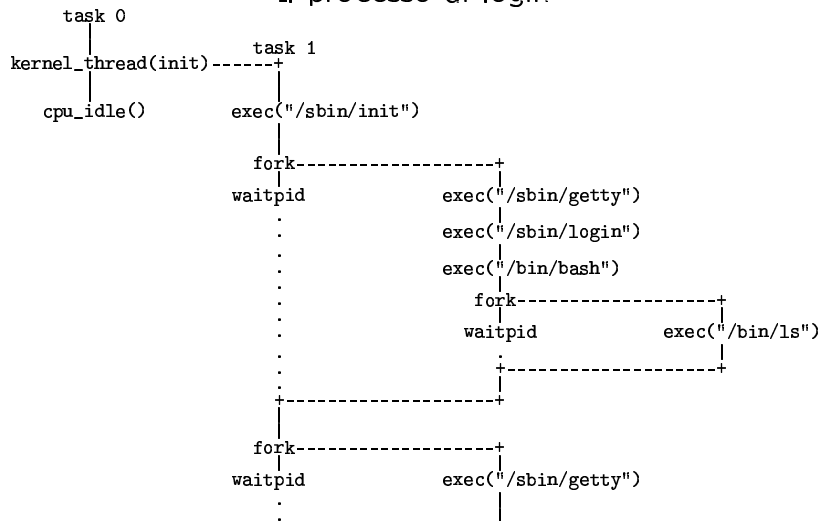 Il processo di login
task 0
task 1
kernel_thread(init)------+
cpu_idle() exec("/sbin/init")
fork-------------------+
waitpid exec("/sbin/getty")
. exec("/sbin/login")
. exec("/bin/bash")
. fork-------------------+
. waitpid exec("/bin/ls")
. +--------------------+
+--------------------+
fork-------------------+
waitpid exec("/sbin/getty")